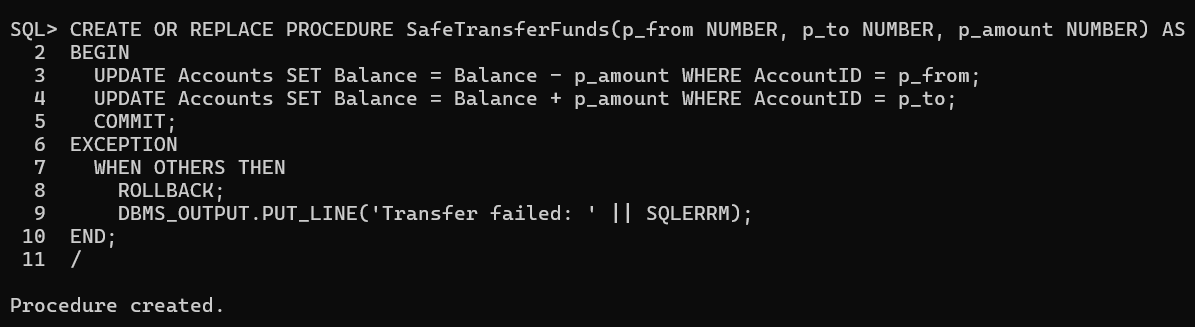 SQL> CREATE OR REPLACE PROCEDURE SafeTransferFunds(p_from NUMBER, p_to NUMBER, p_amount NUMBER) AS
  2  BEGIN
  3    UPDATE Accounts SET Balance = Balance - p_amount WHERE AccountID = p_from;
  4    UPDATE Accounts SET Balance = Balance + p_amount WHERE AccountID = p_to;
  5    COMMIT;
  6  EXCEPTION
  7    WHEN OTHERS THEN
  8      ROLLBACK;
  9      DBMS_OUTPUT.PUT_LINE('Transfer failed: ' || SQLERRM);
 10  END;
 11  /
Procedure created.